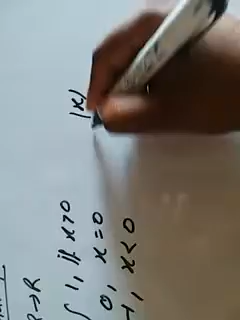 →R
{ 1, if x>0 |x|
0, x=0
-1, x<0